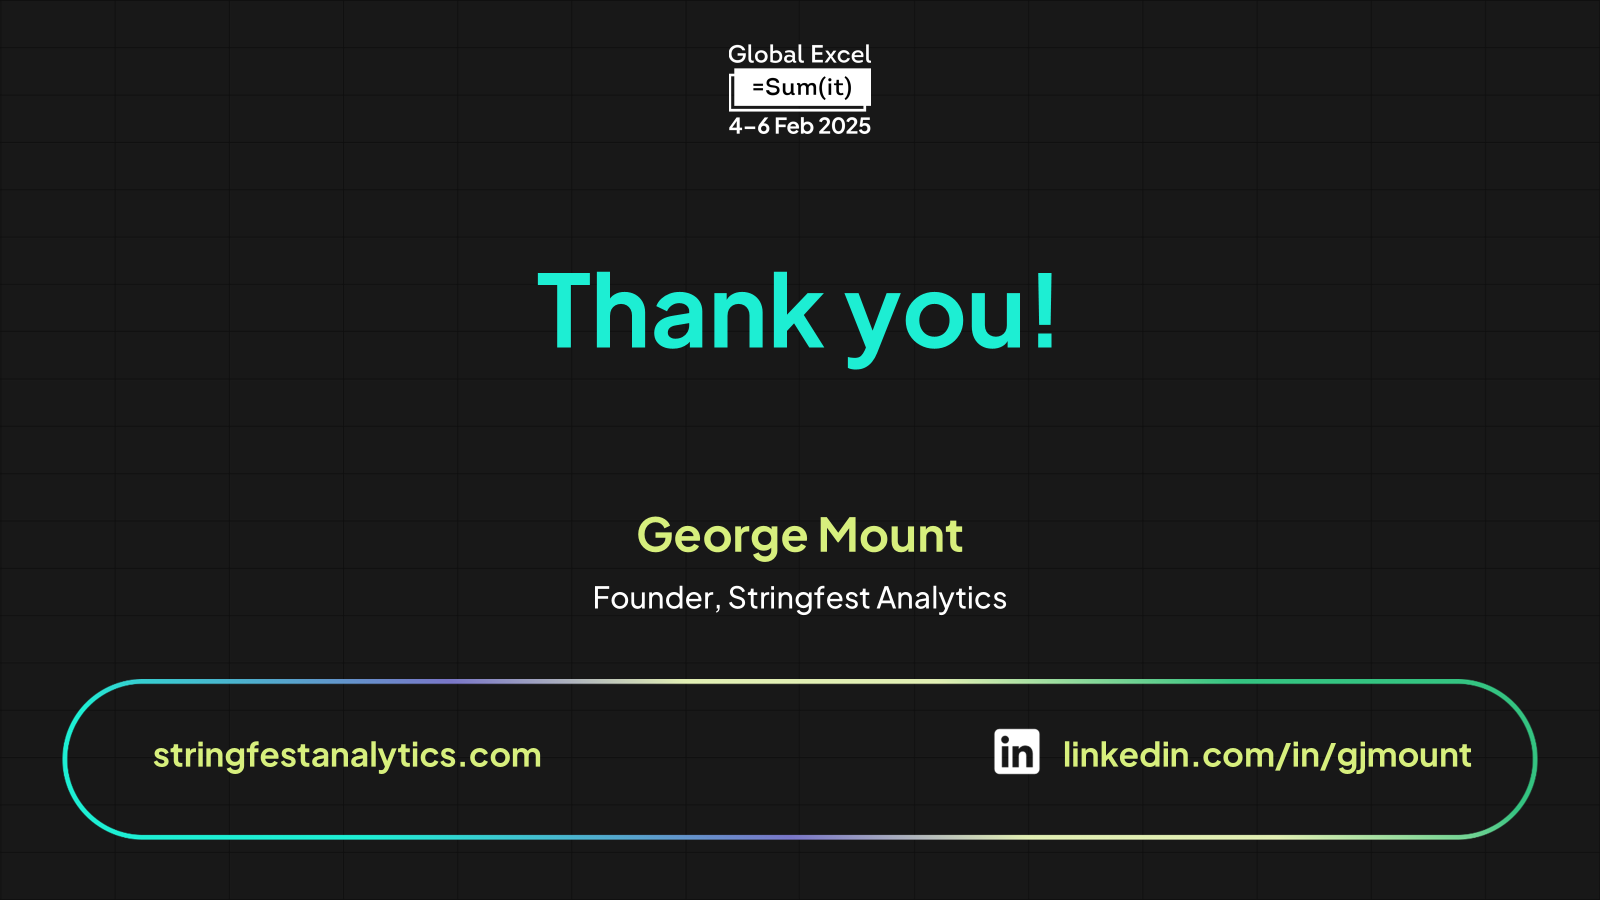 Global Excel
=Sum(it)
4–6 Feb 2025
Thank you!
George Mount
Founder, Stringfest Analytics
stringfestanalytics.com
in linkedin.com/in/gjmount